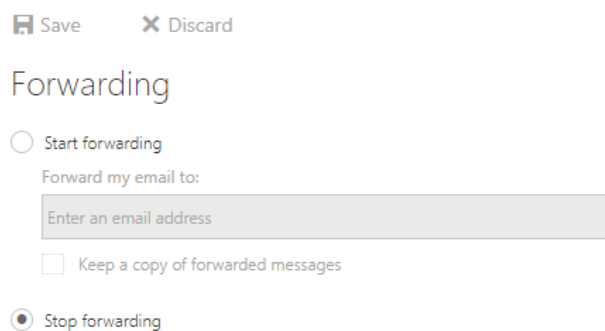 Save Discard
Forwarding
Start forwarding
Forward my email to:
Enter an email address
Keep a copy of forwarded messages
Stop forwarding